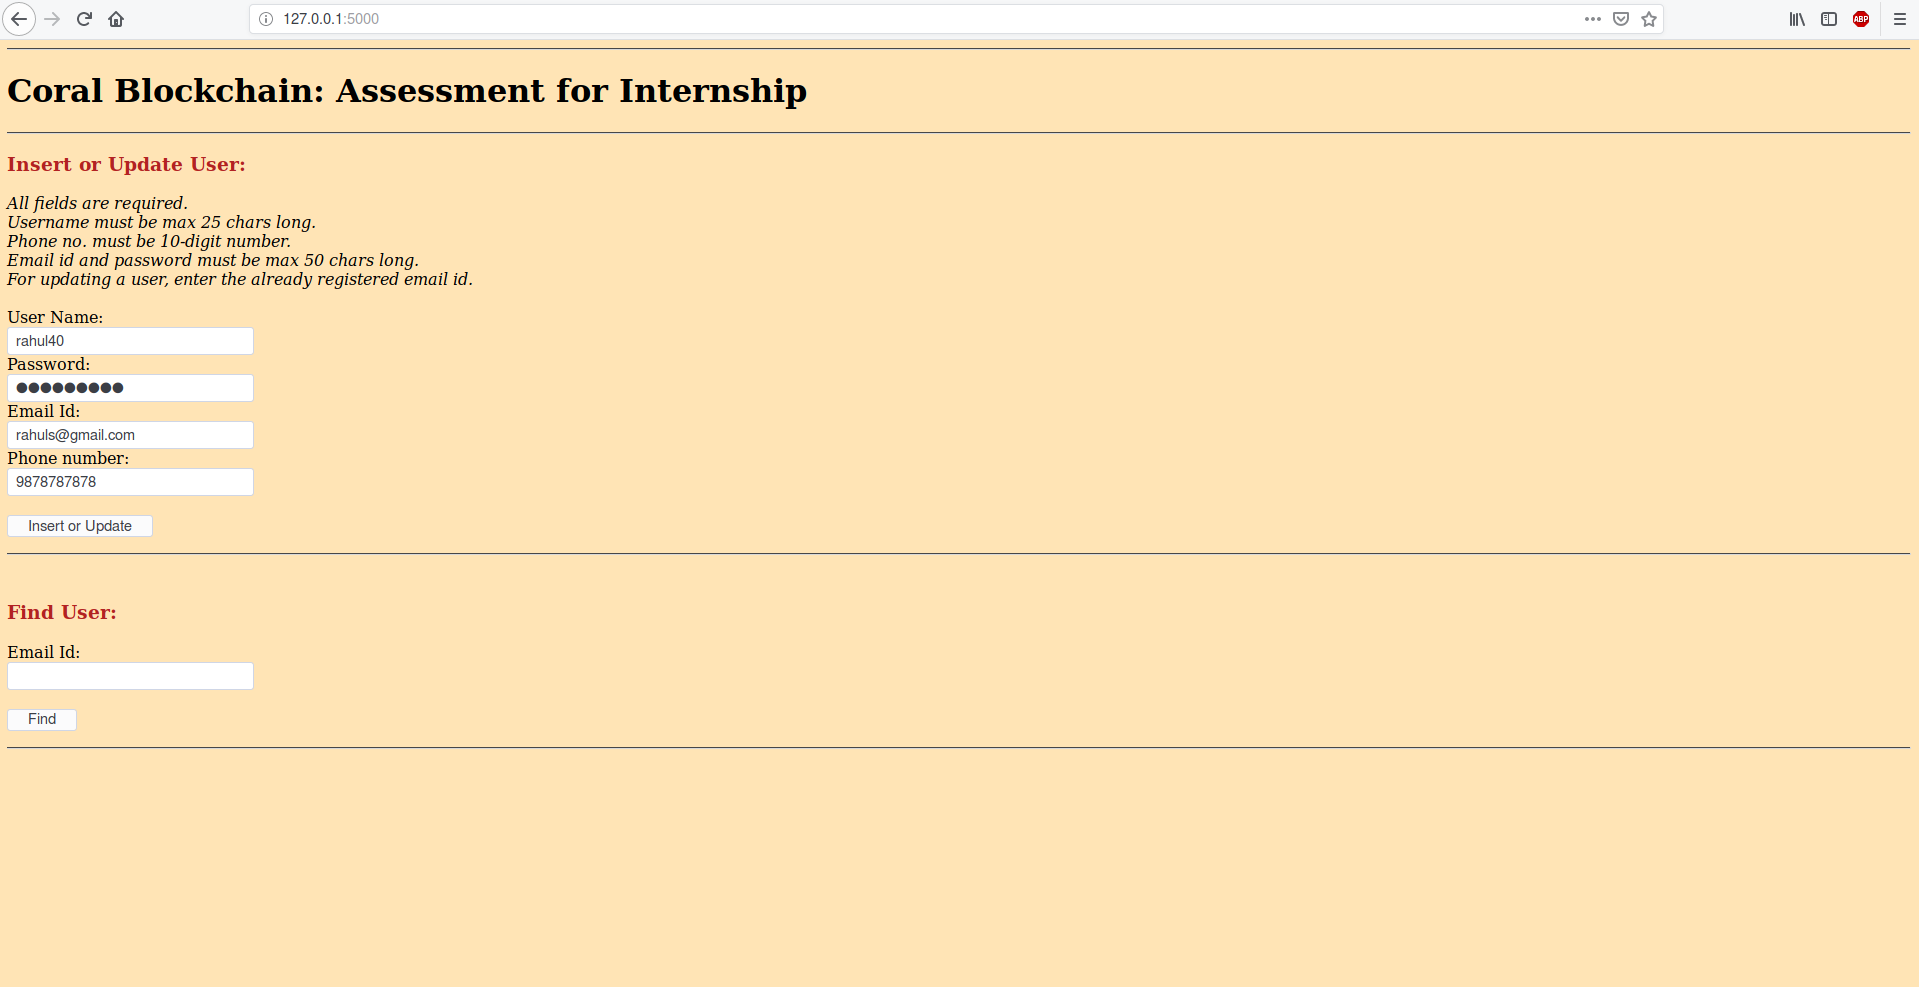 127.0.0.1:5000
ABP
Coral Blockchain: Assessment for Internship
Insert or Update User:
All fields are required.
Username must be max 25 chars long.
Phone no. must be 10-digit number.
Email id and password must be max 50 chars long.
For updating a user, enter the already registered email id.
User Name:
rahul40
Password:
●●●●●●●●●
Email Id:
rahuls@gmail.com
Phone number:
9878787878
Insert or Update
Find User:
Email Id:
Find